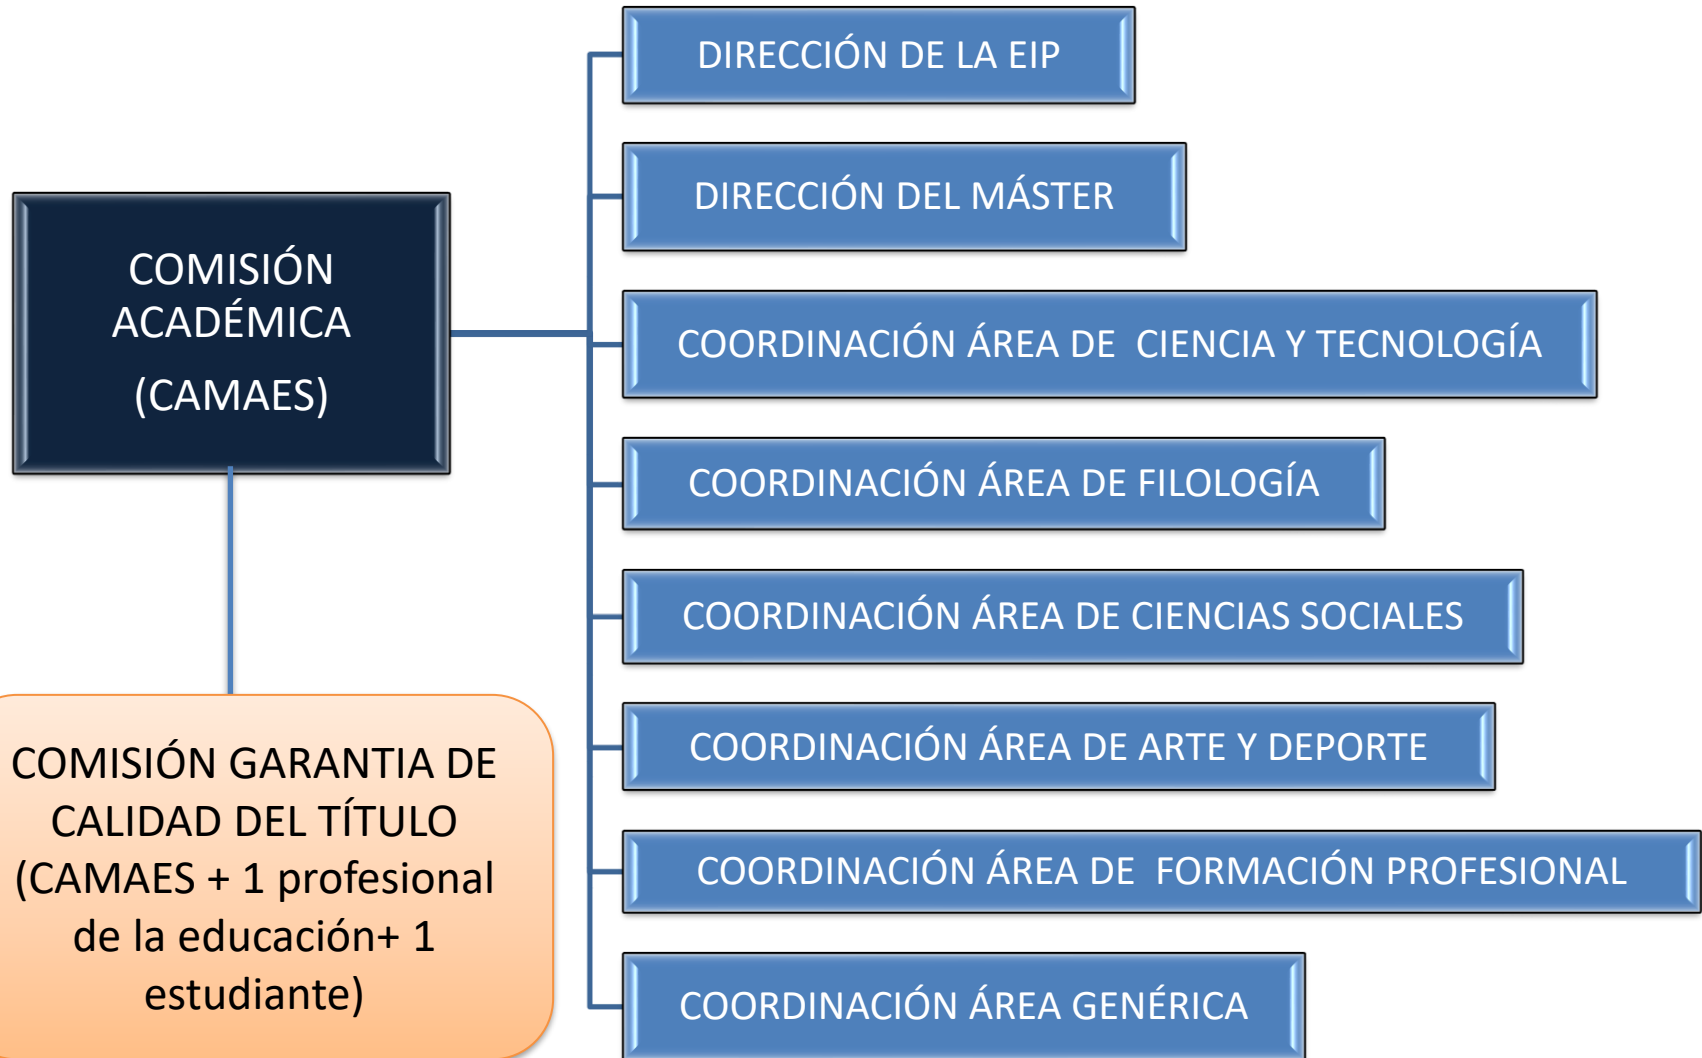 DIRECCIÓN DE LA EIP
DIRECCIÓN DEL MÁSTER
COMISIÓN
ACADÉMICA
(CAMAES)
COORDINACIÓN ÁREA DE  CIENCIA Y TECNOLOGÍA
COORDINACIÓN ÁREA DE FILOLOGÍA
COORDINACIÓN ÁREA DE CIENCIAS SOCIALES
COORDINACIÓN ÁREA DE ARTE Y DEPORTE
COORDINACIÓN ÁREA DE  FORMACIÓN PROFESIONAL
COORDINACIÓN ÁREA GENÉRICA
COMISIÓN GARANTIA DE
CALIDAD DEL TÍTULO
(CAMAES + 1 profesional
de la educación+ 1
estudiante)